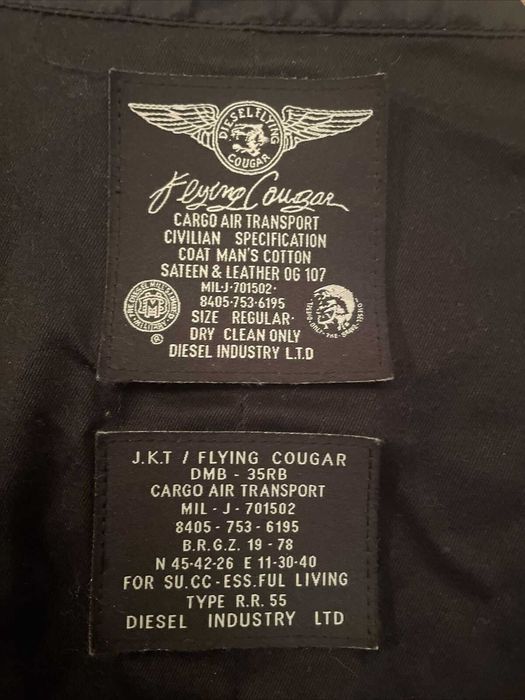 DIESEL FLYING
COUGAR
Flying Cougar
CARGO AIR TRANSPORT
CIVILIAN SPECIFICATION
COAT MAN'S COTTON
SATEEN & LEATHER OG 107
MIL-J-701502-
8405-753-6195
SIZE REGULAR-
DRY CLEAN ONLY
DIESEL INDUSTRY L.T.D
J.K.T / FLYING COUGAR
DMB - 35RB
CARGO AIR TRANSPORT
MIL - J - 701502
8405 - 753 - 6195
B.R.G.Z. 19 - 78
N 45-42-26 E 11-30-40
FOR SU.CC-ESS.FUL LIVING
TYPE R.R. 55
DIESEL INDUSTRY LTD